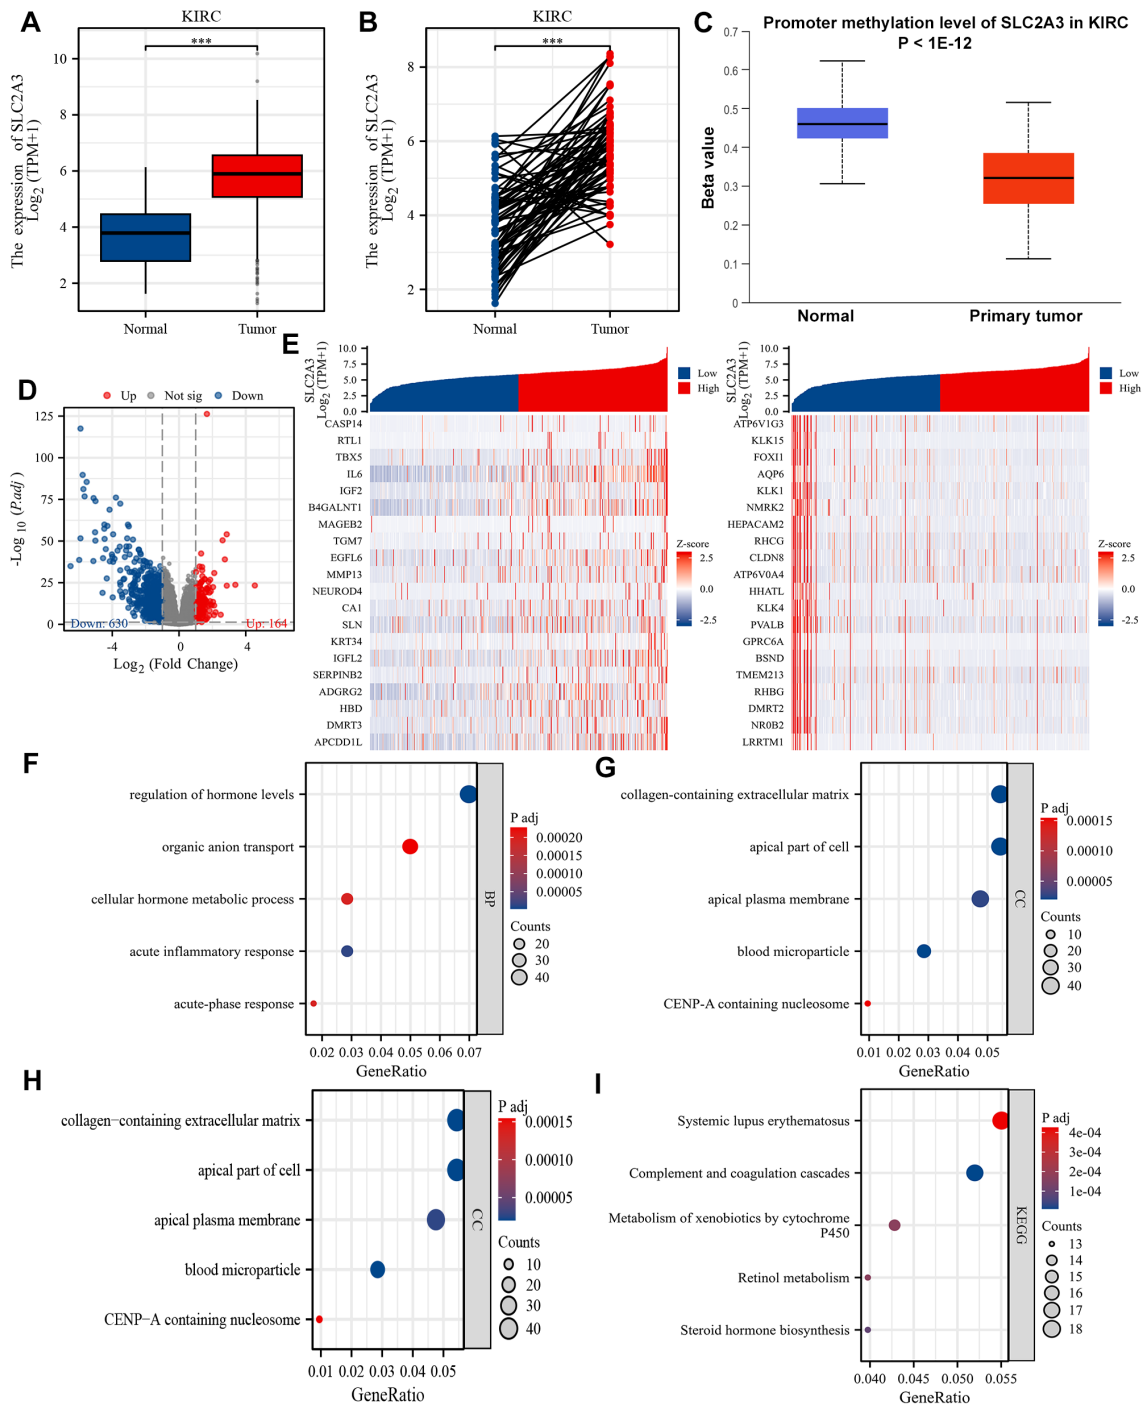 A
KIRC
***
The expression of SLC2A3
Log2 (TPM+1)
10
8
6
4
2
Normal
Tumor
B
KIRC
***
The expression of SLC2A3
Log2 (TPM+1)
8
6
4
2
Normal
Tumor
C
Promoter methylation level of SLC2A3 in KIRC
P < 1E-12
Beta value
0.7
0.6
0.5
0.4
0.3
0.2
0.1
0
Normal
Primary tumor
D
Up
Not sig
Down
-Log 10 (P.adj)
125
100
75
50
25
0
Down: 630
Up: 164
-4
0
4
Log2 (Fold Change)
E
SLC2A3
Log2 (TPM+1)
10.0
7.5
5.0
2.5
0.0
Low
High
CASP14
RTL1
TBX5
IL6
IGF2
B4GALNT1
MAGEB2
TGM7
EGFL6
MMP13
NEUROD4
CA1
SLN
KRT34
IGFL2
SERPINB2
ADGRG2
HBD
DMRT3
APCDD1L
Z-score
2.5
0.0
-2.5
SLC2A3
Log2 (TPM+1)
10.0
7.5
5.0
2.5
0.0
Low
High
ATP6V1G3
KLK15
FOXI1
AQP6
KLK1
NMRK2
HEPACAM2
RHCG
CLDN8
ATP6V0A4
HHATL
KLK4
PVALB
GPRC6A
BSND
TMEM213
RHBG
DMRT2
NR0B2
LRRTM1
Z-score
2.5
0.0
-2.5
F
regulation of hormone levels
organic anion transport
cellular hormone metabolic process
acute inflammatory response
acute-phase response
0.02 0.03 0.04 0.05 0.06 0.07
GeneRatio
BP
P adj
0.00020
0.00015
0.00010
0.00005
Counts
20
30
40
G
collagen-containing extracellular matrix
apical part of cell
apical plasma membrane
blood microparticle
CENP-A containing nucleosome
0.01 0.02 0.03 0.04 0.05
GeneRatio
CC
P adj
0.00015
0.00010
0.00005
Counts
10
20
30
40
H
collagen−containing extracellular matrix
apical part of cell
apical plasma membrane
blood microparticle
CENP−A containing nucleosome
0.01 0.02 0.03 0.04 0.05
GeneRatio
CC
P adj
0.00015
0.00010
0.00005
Counts
10
20
30
40
I
Systemic lupus erythematosus
Complement and coagulation cascades
Metabolism of xenobiotics by cytochrome
P450
Retinol metabolism
Steroid hormone biosynthesis
0.040 0.045 0.050 0.055
GeneRatio
KEGG
P adj
4e-04
3e-04
2e-04
1e-04
Counts
13
14
15
16
17
18